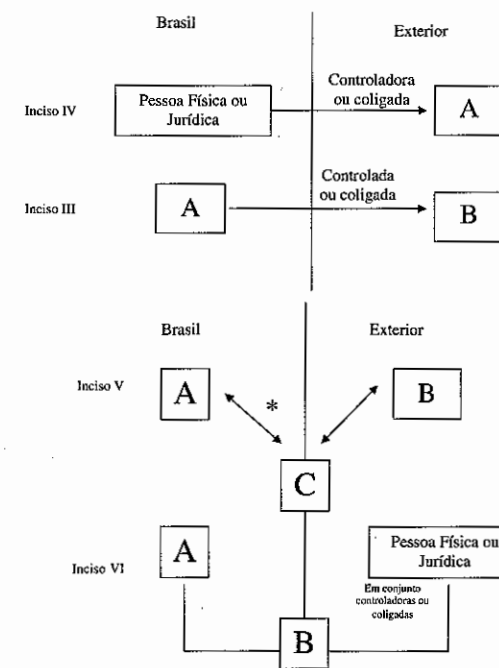 Brasil
Exterior
Inciso IV
Pessoa Física ou
Jurídica
Controladora
ou coligada
A
Inciso III
A
Controlada
ou coligada
B
Brasil
Exterior
Inciso V
A
*
B
C
Inciso VI
A
Pessoa Física ou
Jurídica
Em conjunto
controladoras ou
coligadas
B